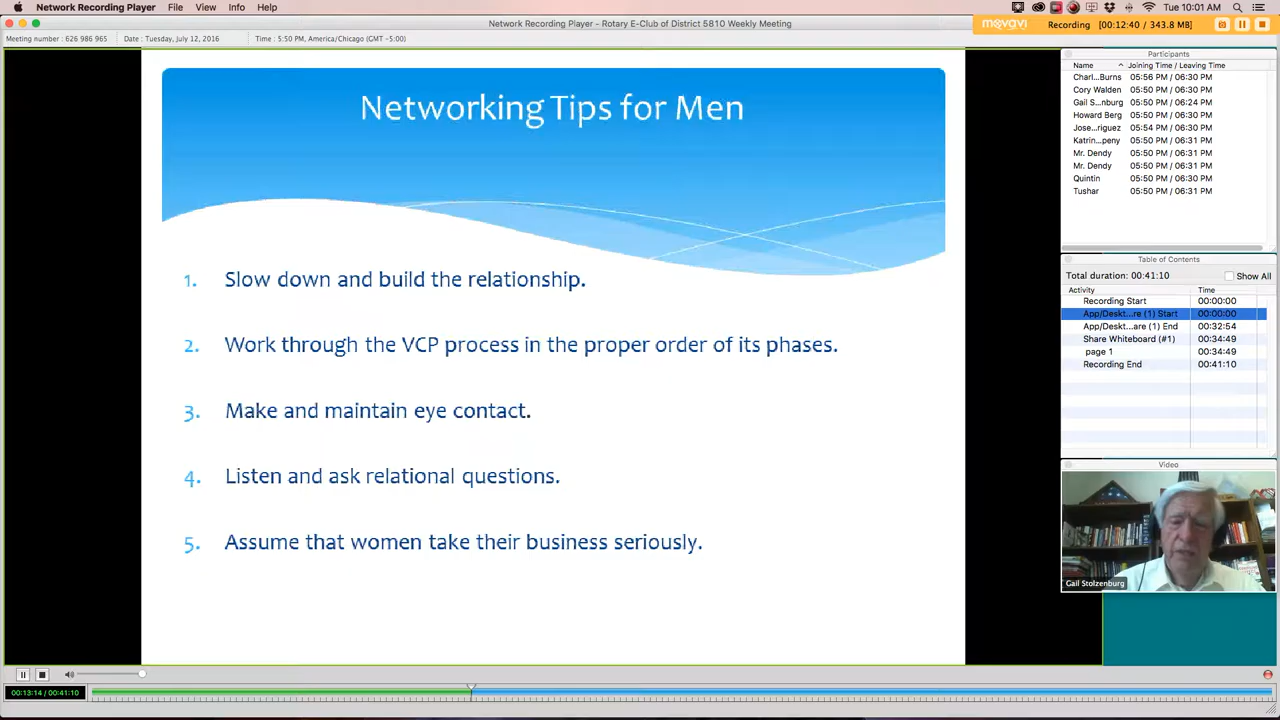 Network Recording Player File View Info Help
Tue 10:01 AM
Network Recording Player - Rotary E-Club of District 5810 Weekly Meeting
movavi Recording [00:12:40 / 343.8 MB]
Meeting number : 626 986 965 Date : Tuesday, July 12, 2016 Time : 5:50 PM, America/Chicago (GMT -5:00)
Networking Tips for Men
1. Slow down and build the relationship.
2. Work through the VCP process in the proper order of its phases.
3. Make and maintain eye contact.
4. Listen and ask relational questions.
5. Assume that women take their business seriously.
Participants
Name Joining Time / Leaving Time
Charl...Burns 05:56 PM / 06:30 PM
Cory Walden 05:50 PM / 06:30 PM
Gail S...nburg 05:50 PM / 06:24 PM
Howard Berg 05:50 PM / 06:30 PM
Jose...riguez 05:54 PM / 06:30 PM
Katrin...peny 05:50 PM / 06:31 PM
Mr. Dendy 05:50 PM / 06:31 PM
Mr. Dendy 05:50 PM / 06:31 PM
Quintin 05:50 PM / 06:30 PM
Tushar 05:50 PM / 06:31 PM
Table of Contents
Total duration: 00:41:10 Show All
Activity Time
Recording Start 00:00:00
App/Deskt...re (1) Start 00:00:00
App/Deskt...are (1) End 00:32:54
Share Whiteboard (#1) 00:34:49
page 1 00:34:49
Recording End 00:41:10
Video
Gail Stolzenburg
00:13:14 / 00:41:10